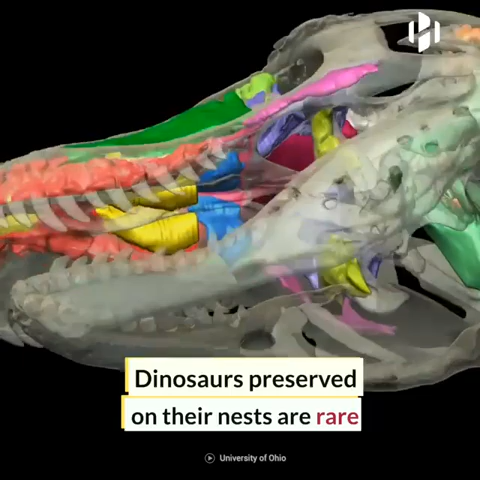 Dinosaurs preserved
on their nests are rare
University of Ohio